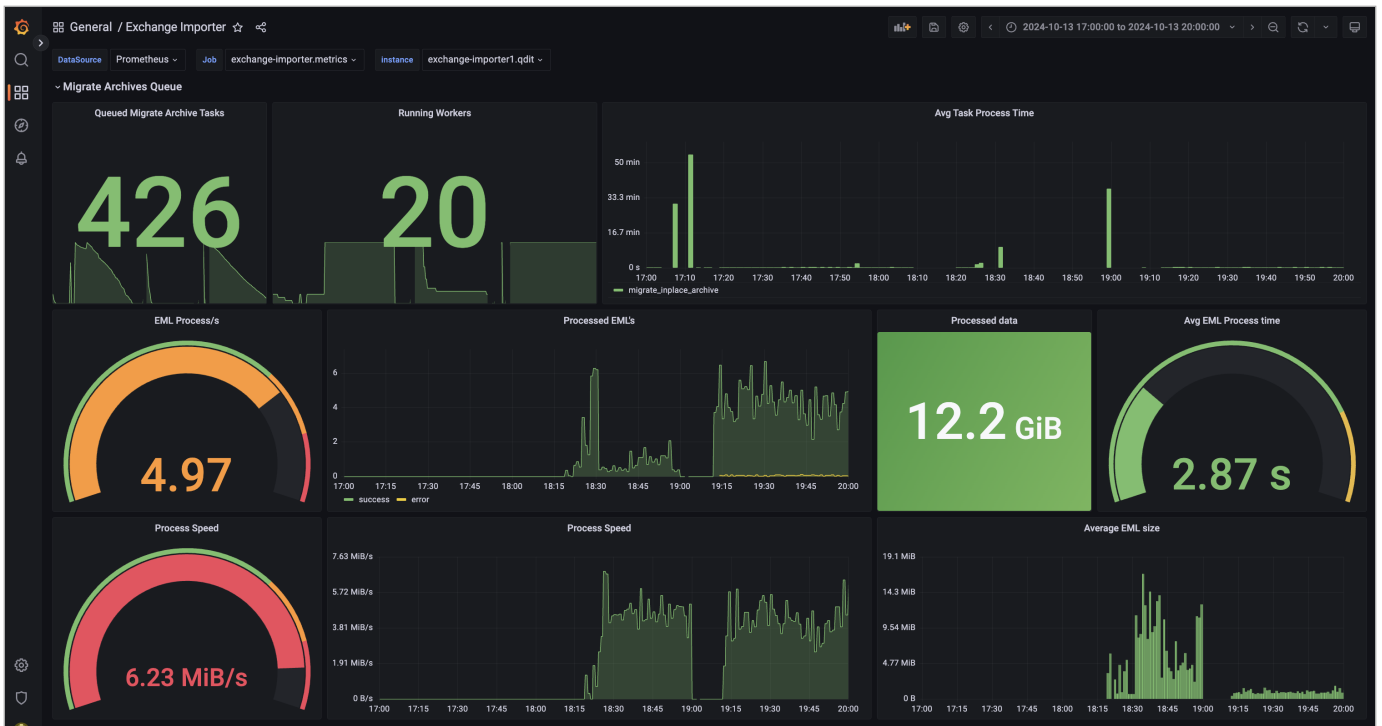 General / Exchange Importer
2024-10-13 17:00:00 to 2024-10-13 20:00:00
DataSource Prometheus Job exchange-importer.metrics instance exchange-importer1.qdit
Migrate Archives Queue
Queued Migrate Archive Tasks
426
Running Workers
20
Avg Task Process Time
50 min
33.3 min
16.7 min
0 s
17:00 17:10 17:20 17:30 17:40 17:50 18:00 18:10 18:20 18:30 18:40 18:50 19:00 19:10 19:20 19:30 19:40 19:50 20:00
migrate_inplace_archive
EML Process/s
4.97
Processed EML's
6
4
2
0
17:00 17:15 17:30 17:45 18:00 18:15 18:30 18:45 19:00 19:15 19:30 19:45 20:00
success error
Processed data
12.2 GiB
Avg EML Process time
2.87 s
Process Speed
6.23 MiB/s
Process Speed
7.63 MiB/s
5.72 MiB/s
3.81 MiB/s
1.91 MiB/s
0 B/s
17:00 17:15 17:30 17:45 18:00 18:15 18:30 18:45 19:00 19:15 19:30 19:45 20:00
Average EML size
19.1 MiB
14.3 MiB
9.54 MiB
4.77 MiB
0 B
17:00 17:15 17:30 17:45 18:00 18:15 18:30 18:45 19:00 19:15 19:30 19:45 20:00